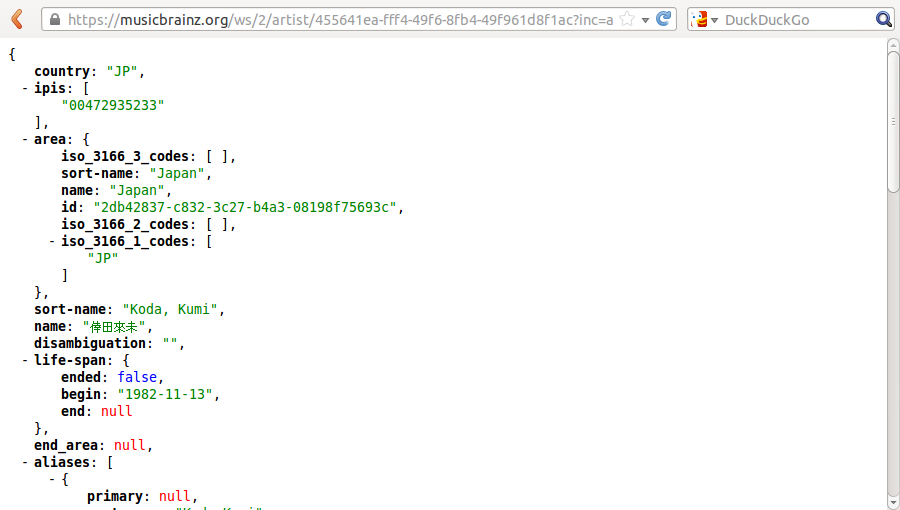 https://musicbrainz.org/ws/2/artist/455641ea-fff4-49f6-8fb4-49f961d8f1ac?inc=a
DuckDuckGo
{
country: "JP",
- ipis: [
"00472935233"
],
- area: {
iso_3166_3_codes: [ ],
sort-name: "Japan",
name: "Japan",
id: "2db42837-c832-3c27-b4a3-08198f75693c",
iso_3166_2_codes: [ ],
- iso_3166_1_codes: [
"JP"
]
},
sort-name: "Koda, Kumi",
name: "倖田來未",
disambiguation: "",
- life-span: {
ended: false,
begin: "1982-11-13",
end: null
},
end_area: null,
- aliases: [
- {
primary: null,